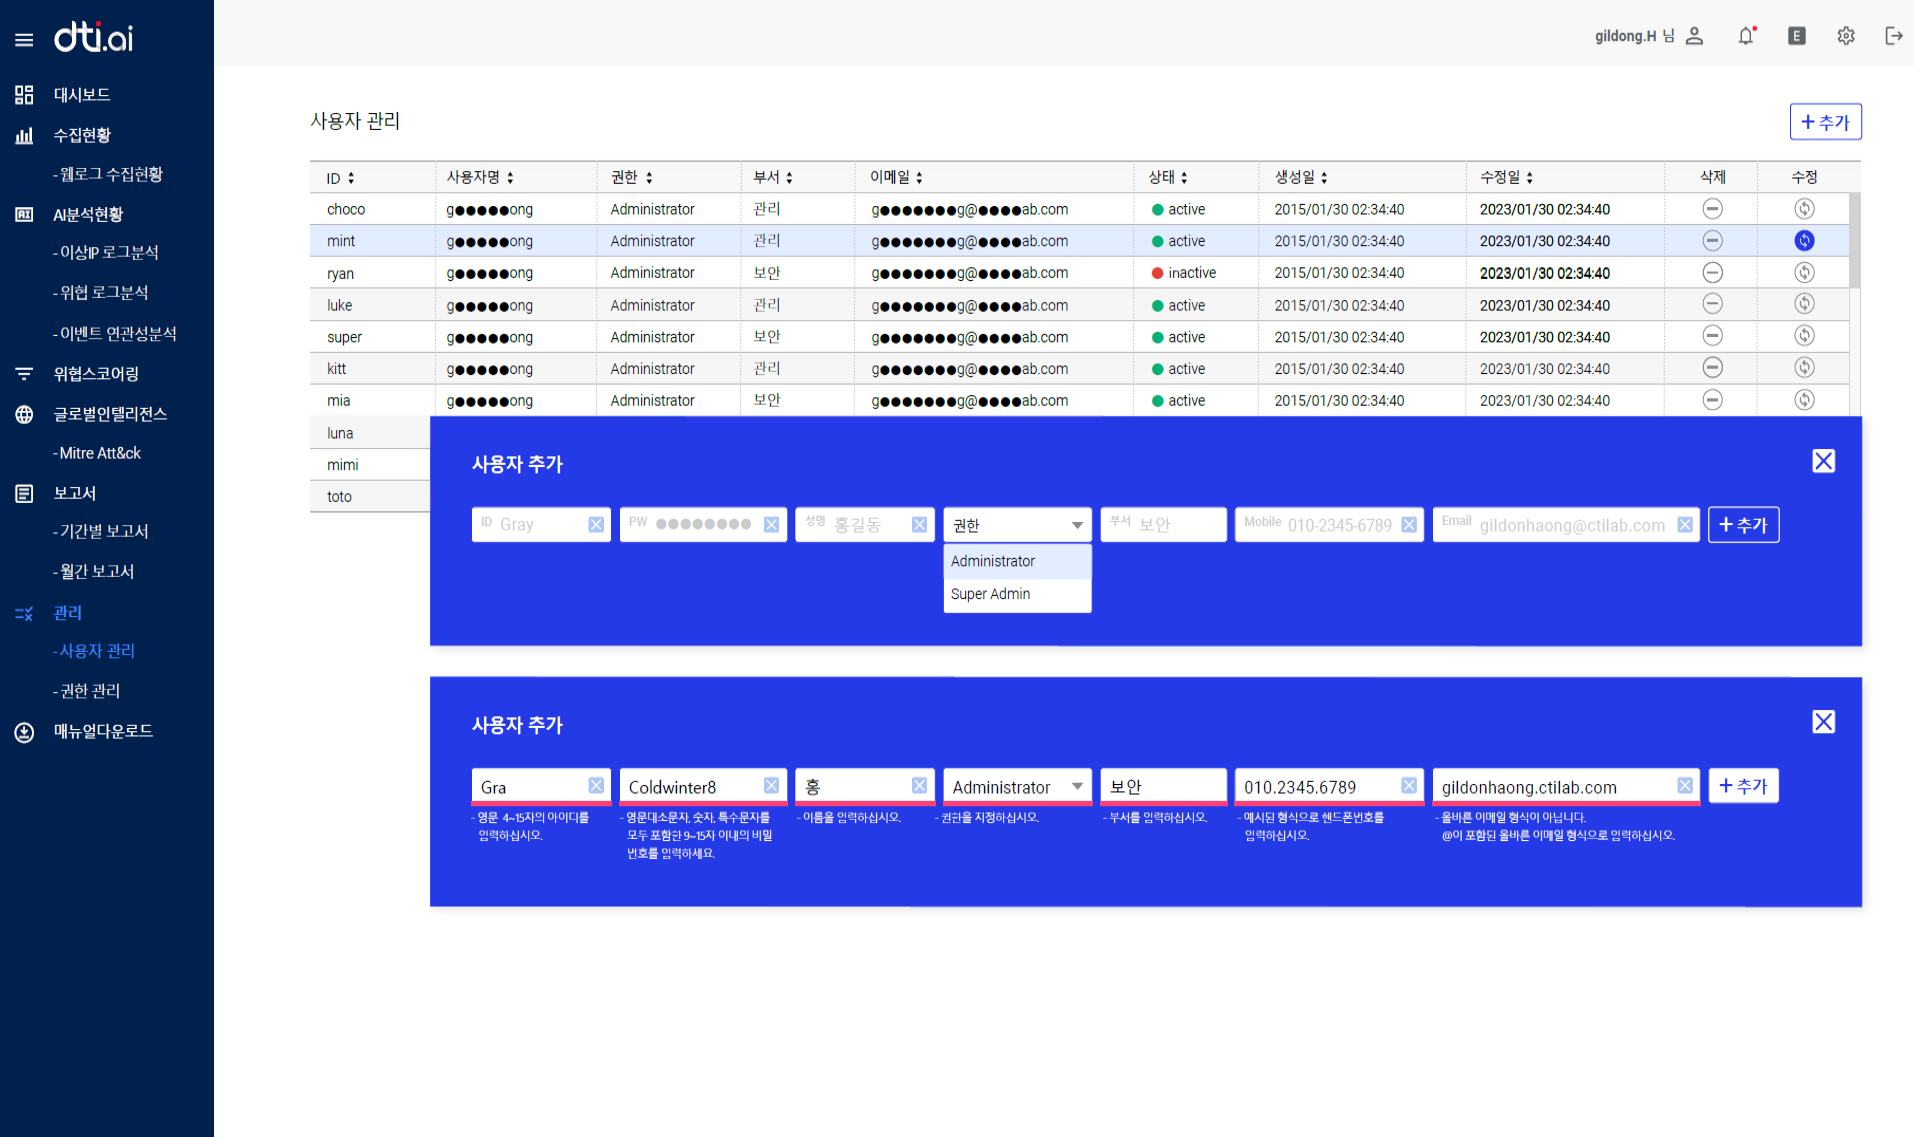 dti.ai
gildong.H 님
E
대시보드
수집현황
- 웹로그 수집현황
AI분석현황
- 이상IP 로그분석
- 위협 로그분석
- 이벤트 연관성분석
위협스코어링
글로벌인텔리전스
- Mitre Att&ck
보고서
- 기간별 보고서
- 월간 보고서
관리
- 사용자 관리
- 권한 관리
매뉴얼다운로드
사용자 관리
+ 추가
ID 사용자명 권한 부서 이메일 상태 생성일 수정일 삭제 수정
choco g●●●●●ong Administrator 관리 g●●●●●●●g@●●●●ab.com active 2015/01/30 02:34:40 2023/01/30 02:34:40
mint g●●●●●ong Administrator 관리 g●●●●●●●g@●●●●ab.com active 2015/01/30 02:34:40 2023/01/30 02:34:40
ryan g●●●●●ong Administrator 보안 g●●●●●●●g@●●●●ab.com inactive 2015/01/30 02:34:40 2023/01/30 02:34:40
luke g●●●●●ong Administrator 관리 g●●●●●●●g@●●●●ab.com active 2015/01/30 02:34:40 2023/01/30 02:34:40
super g●●●●●ong Administrator 보안 g●●●●●●●g@●●●●ab.com active 2015/01/30 02:34:40 2023/01/30 02:34:40
kitt g●●●●●ong Administrator 관리 g●●●●●●●g@●●●●ab.com active 2015/01/30 02:34:40 2023/01/30 02:34:40
mia g●●●●●ong Administrator 보안 g●●●●●●●g@●●●●ab.com active 2015/01/30 02:34:40 2023/01/30 02:34:40
luna
mimi
toto
사용자 추가
ID Gray PW ●●●●●●●● 성명 홍길동 권한 부서 보안 Mobile 010-2345-6789 Email gildonhaong@ctilab.com + 추가
Administrator
Super Admin
사용자 추가
Gra Coldwinter8 홍 Administrator 보안 010.2345.6789 gildonhaong.ctilab.com + 추가
- 영문 4~15자의 아이디를
입력하십시오.
- 영문대소문자, 숫자, 특수문자를
모두 포함한 9~15자 이내의 비밀
번호를 입력하세요.
- 이름을 입력하십시오.
- 권한을 지정하십시오.
- 부서를 입력하십시오.
- 예시된 형식으로 핸드폰번호를
입력하십시오.
- 올바른 이메일 형식이 아닙니다.
@이 포함된 올바른 이메일 형식으로 입력하십시오.